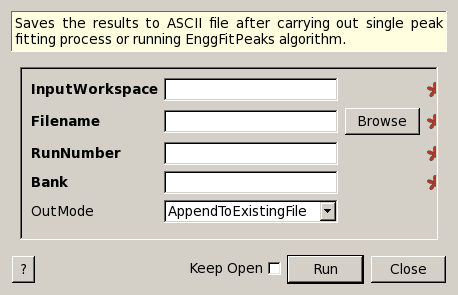 Saves the results to ASCII file after carrying out single peak
fitting process or running EnggFitPeaks algorithm.
InputWorkspace
Filename
Browse
RunNumber
Bank
OutMode
AppendToExistingFile
?
Keep Open
Run
Close